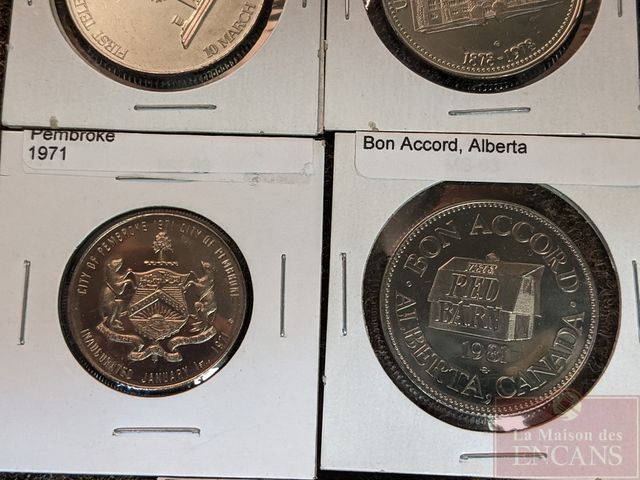 FIRST TELE
10 MARCH
1878-1978
Pembroke
1971
Bon Accord, Alberta
CITY OF PEMBROKE 1971 CITY OF PEMBROKE
JANUARY 1st, 1971
BON ACCORD
THE
RED
BARN
1981
ALBERTA, CANADA
La Maison des
ENCANS